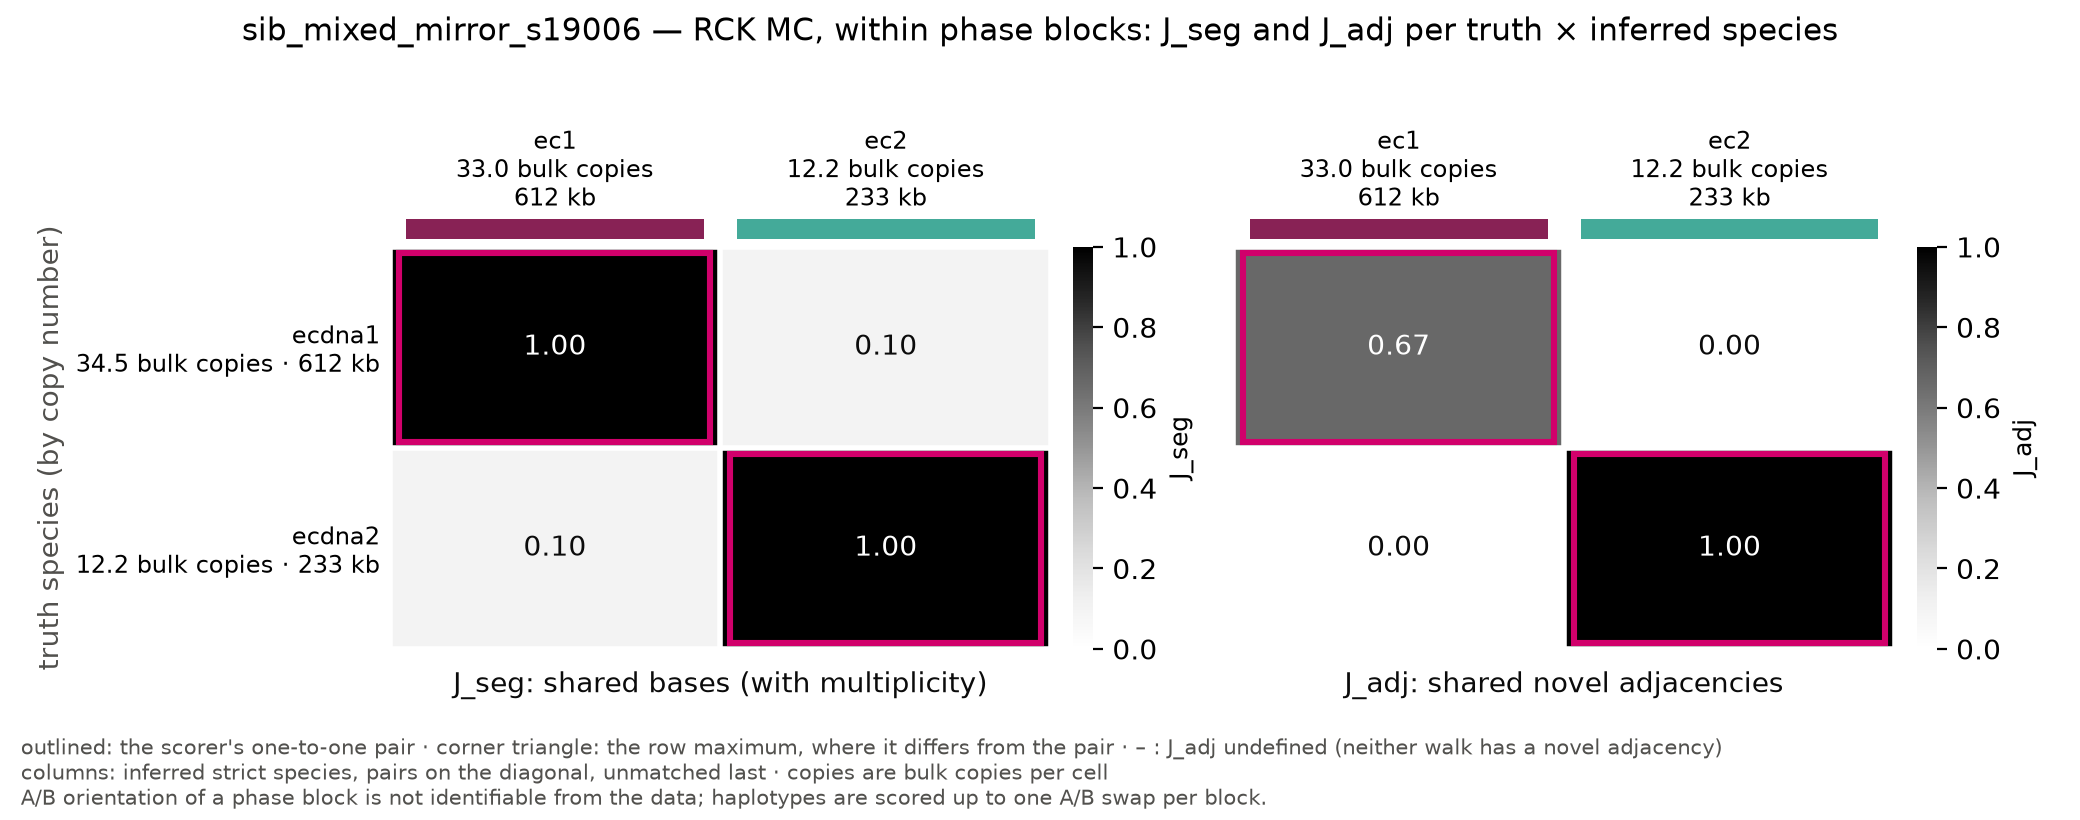 sib_mixed_mirror_s19006 — RCK MC, within phase blocks: J_seg and J_adj per truth × inferred species
ec1
33.0 bulk copies
612 kb
ec2
12.2 bulk copies
233 kb
ec1
33.0 bulk copies
612 kb
ec2
12.2 bulk copies
233 kb
truth species (by copy number)
ecdna1
34.5 bulk copies · 612 kb
ecdna2
12.2 bulk copies · 233 kb
1.00
0.10
0.10
1.00
1.0
0.8
0.6
0.4
0.2
0.0
J_seg
J_seg: shared bases (with multiplicity)
0.67
0.00
0.00
1.00
1.0
0.8
0.6
0.4
0.2
0.0
J_adj
J_adj: shared novel adjacencies
outlined: the scorer's one-to-one pair · corner triangle: the row maximum, where it differs from the pair · – : J_adj undefined (neither walk has a novel adjacency)
columns: inferred strict species, pairs on the diagonal, unmatched last · copies are bulk copies per cell
A/B orientation of a phase block is not identifiable from the data; haplotypes are scored up to one A/B swap per block.